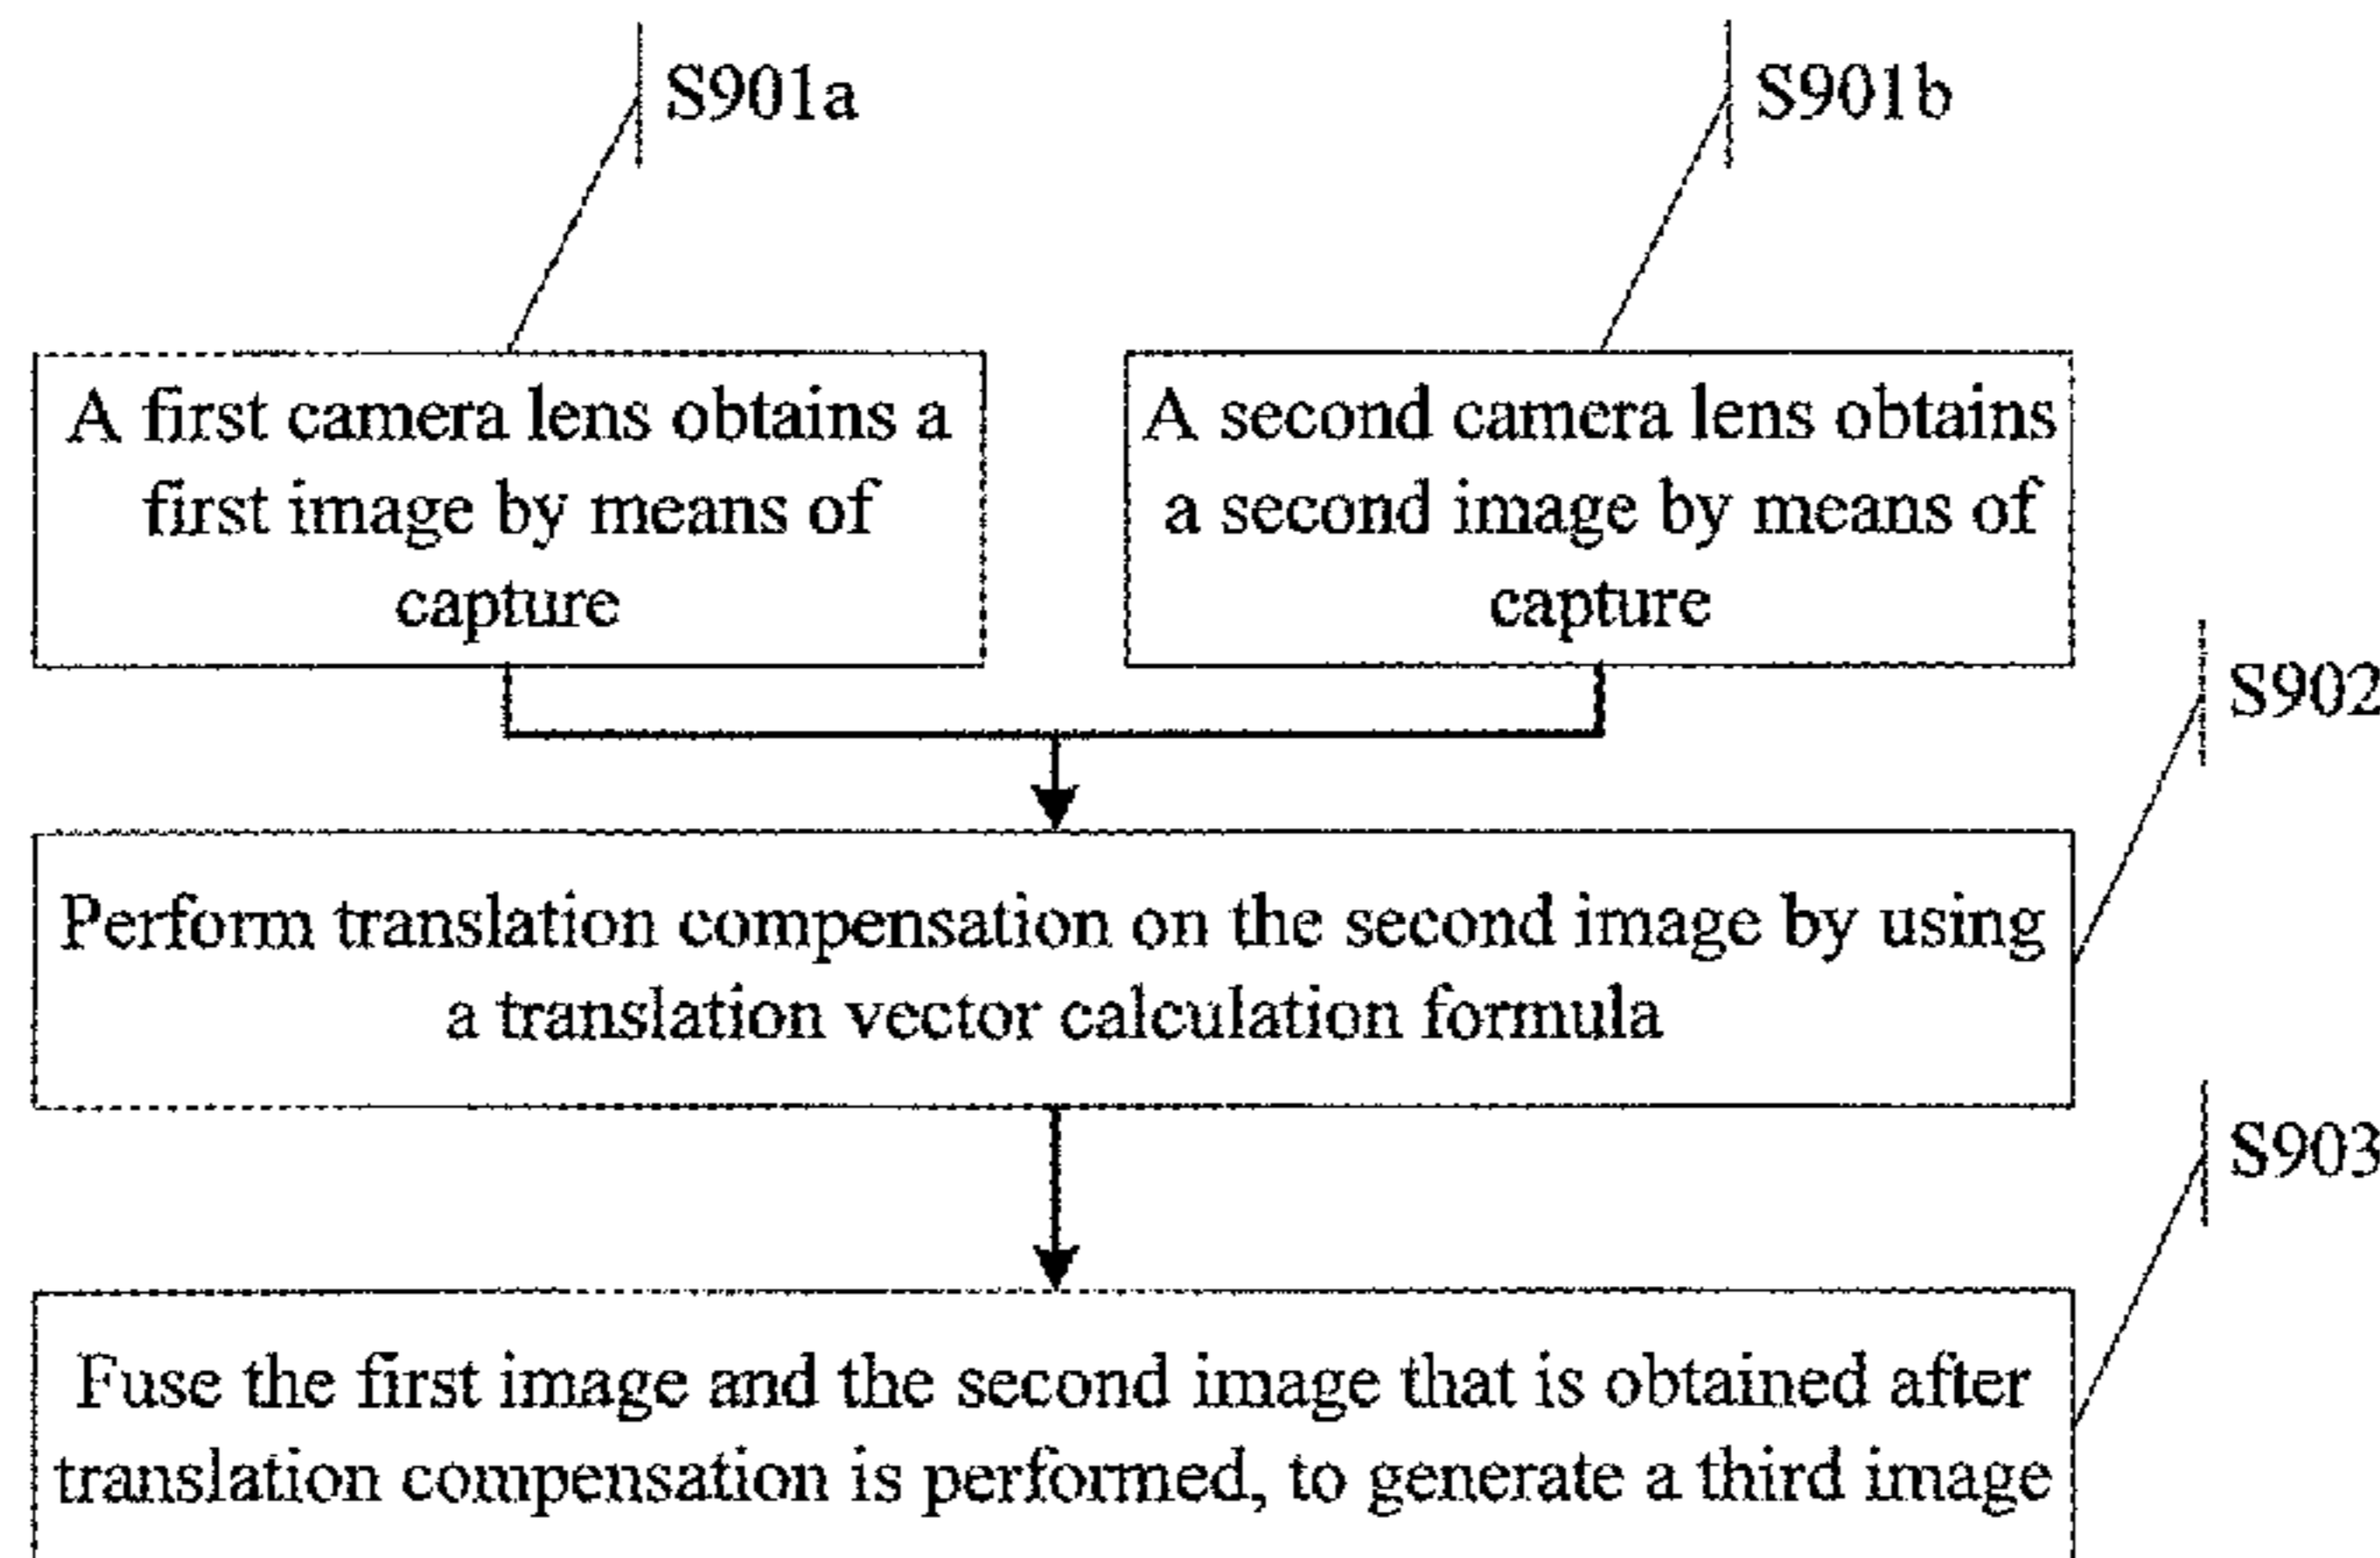 S901a
S901b
A first camera lens obtains a
first image by means of
capture
A second camera lens obtains
a second image by means of
capture
S902
Perform translation compensation on the second image by using
a translation vector calculation formula
S903
Fuse the first image and the second image that is obtained after
translation compensation is performed, to generate a third image